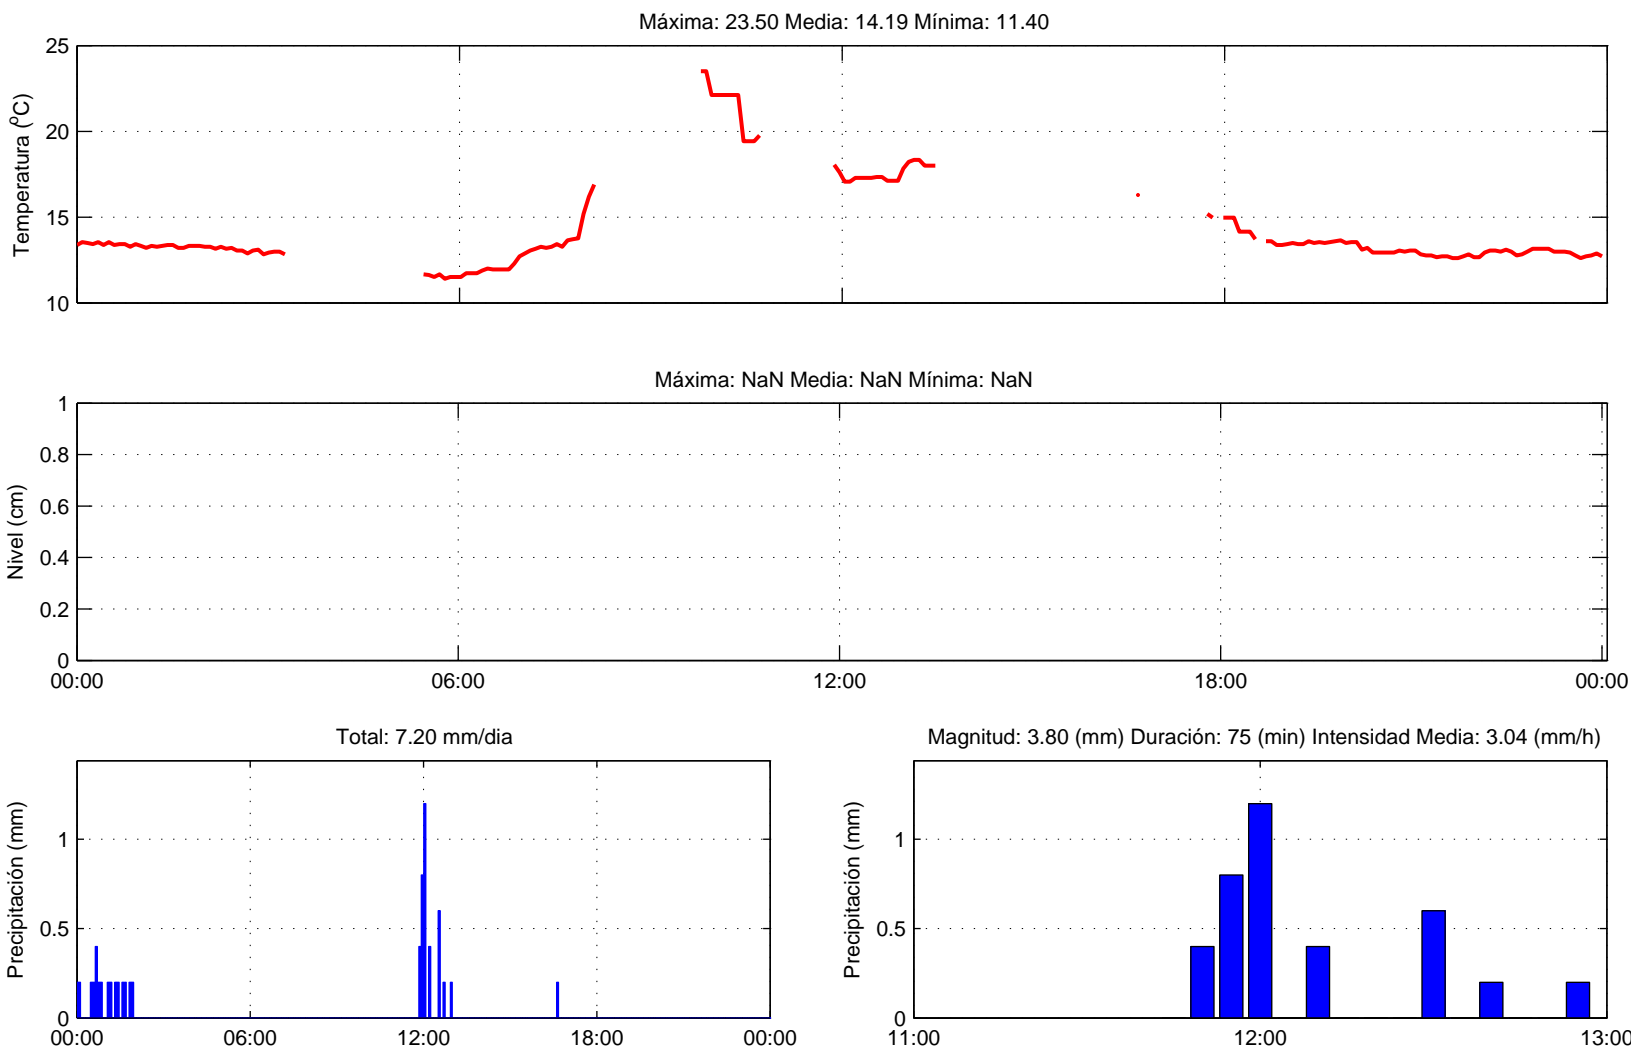 Máxima: 23.50 Media: 14.19 Mínima: 11.40
25
20
15
10
Temperatura (ºC)
Máxima: NaN Media: NaN Mínima: NaN
1
0.8
0.6
0.4
0.2
0
Nivel (cm)
00:00 06:00 12:00 18:00 00:00
Total: 7.20 mm/dia
1
0.5
0
Precipitación (mm)
00:00 06:00 12:00 18:00 00:00
Magnitud: 3.80 (mm) Duración: 75 (min) Intensidad Media: 3.04 (mm/h)
1
0.5
0
Precipitación (mm)
11:00 12:00 13:00